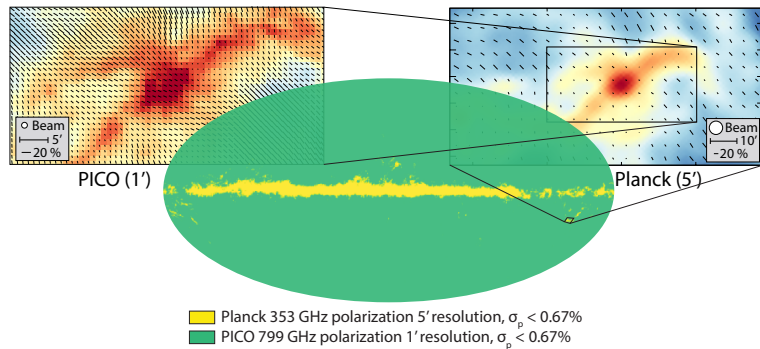 Beam
5′
20 %
PICO (1′)
Beam
10′
-20 %
Planck (5′)
Planck 353 GHz polarization 5′ resolution, σp < 0.67%
PICO 799 GHz polarization 1′ resolution, σp < 0.67%